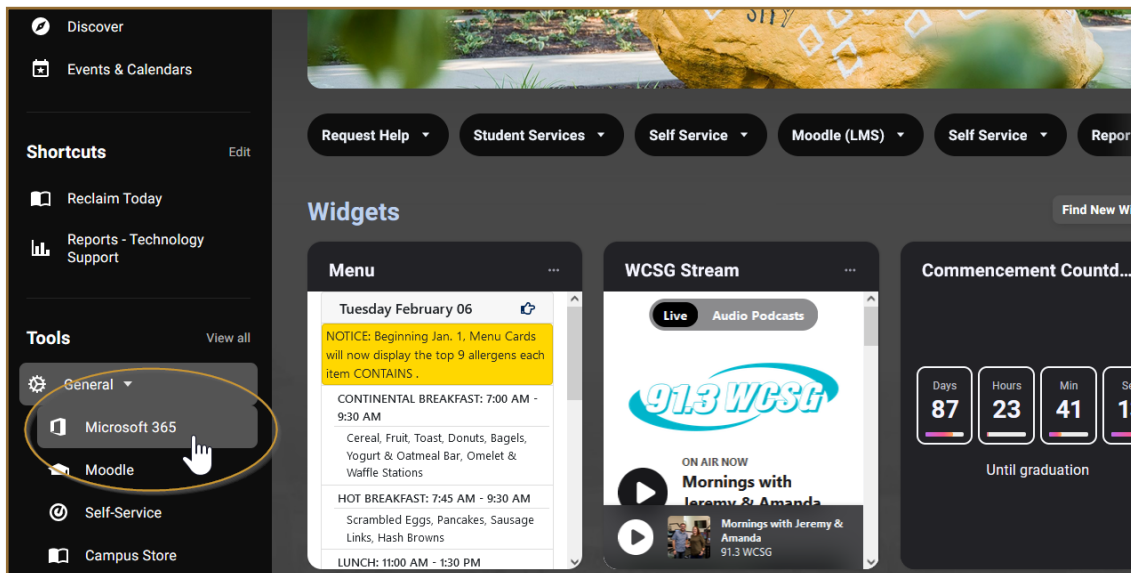 Discover
Events & Calendars
Shortcuts
Edit
Reclaim Today
Reports - Technology
Support
Tools
View all
General
Microsoft 365
Moodle
Self-Service
Campus Store
Request Help
Student Services
Self Service
Moodle (LMS)
Self Service
Widgets
Menu
Tuesday February 06
NOTICE: Beginning Jan. 1, Menu Cards
will now display the top 9 allergens each
item CONTAINS .
CONTINENTAL BREAKFAST: 7:00 AM -
9:30 AM
Cereal, Fruit, Toast, Donuts, Bagels,
Yogurt & Oatmeal Bar, Omelet &
Waffle Stations
HOT BREAKFAST: 7:45 AM - 9:30 AM
Scrambled Eggs, Pancakes, Sausage
Links, Hash Browns
LUNCH: 11:00 AM - 1:30 PM
WCSG Stream
Live
Audio Podcasts
91.3 WCSG
ON AIR NOW
Mornings with
Jeremy & Amanda
Mornings with Jeremy &
Amanda
91.3 WCSG
Find New
Commencement Countd...
Days
Hours
Min
87
23
41
Until graduation